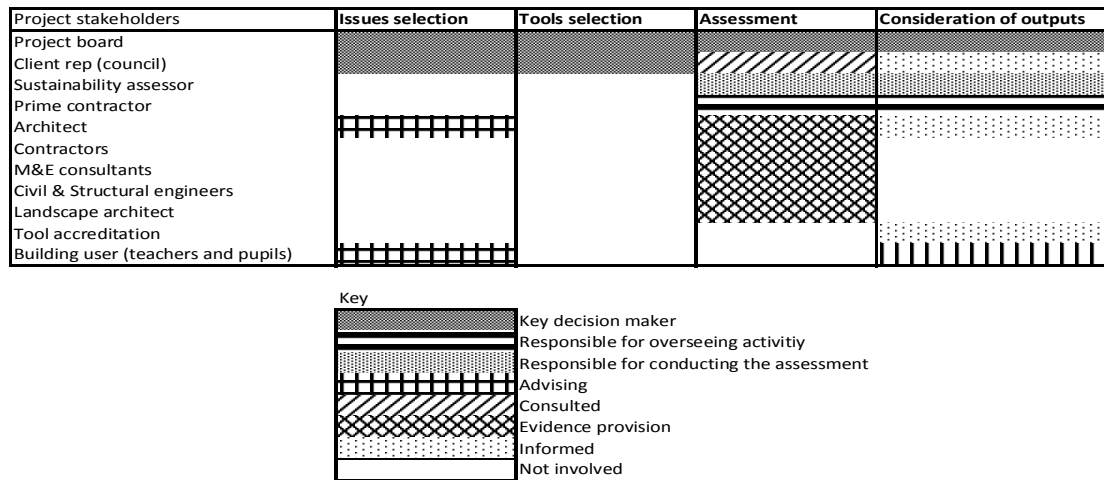 Project stakeholders Issues selection Tools selection Assessment Consideration of outputs
Project board
Client rep (council)
Sustainability assessor
Prime contractor
Architect
Contractors
M&E consultants
Civil & Structural engineers
Landscape architect
Tool accreditation
Building user (teachers and pupils)
Key
Key decision maker
Responsible for overseeing activitiy
Responsible for conducting the assessment
Advising
Consulted
Evidence provision
Informed
Not involved